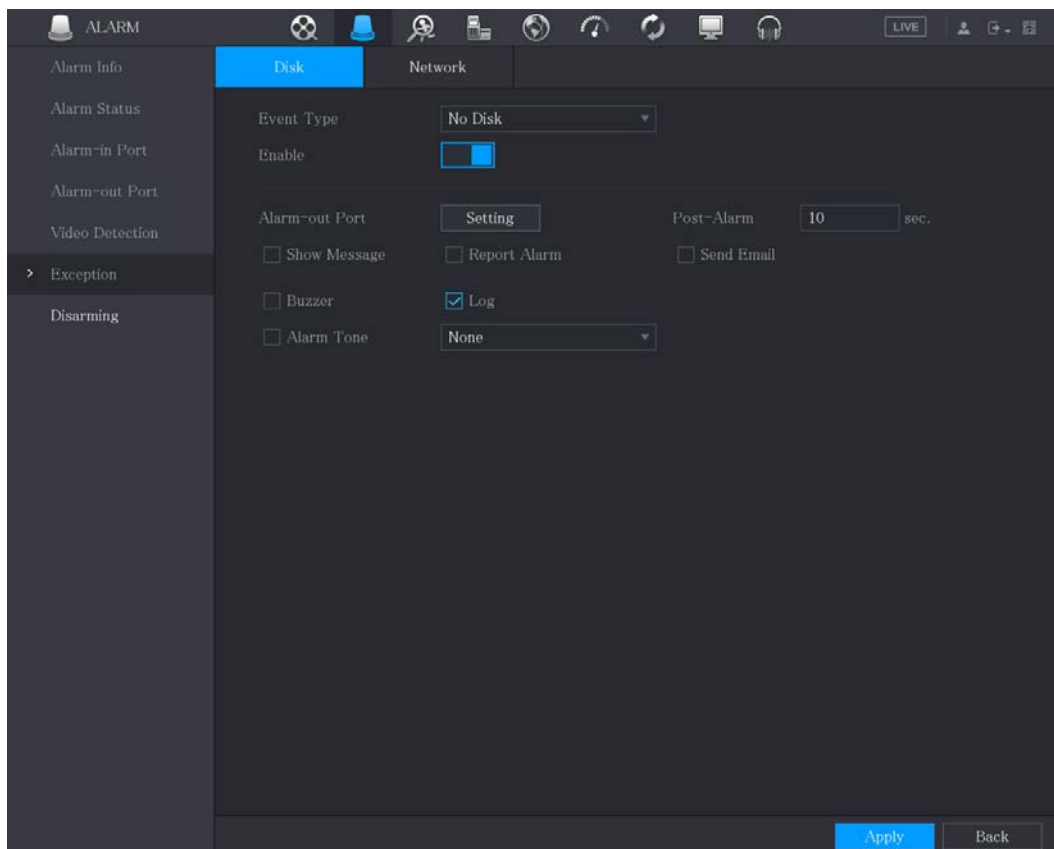 ALARM LIVE
Alarm Info
Alarm Status
Alarm-in Port
Alarm-out Port
Video Detection
Exception
Disarming
Disk Network
Event Type No Disk
Enable
Alarm-out Port Setting Post-Alarm 10 sec.
Show Message Report Alarm Send Email
Buzzer Log
Alarm Tone None
Apply Back